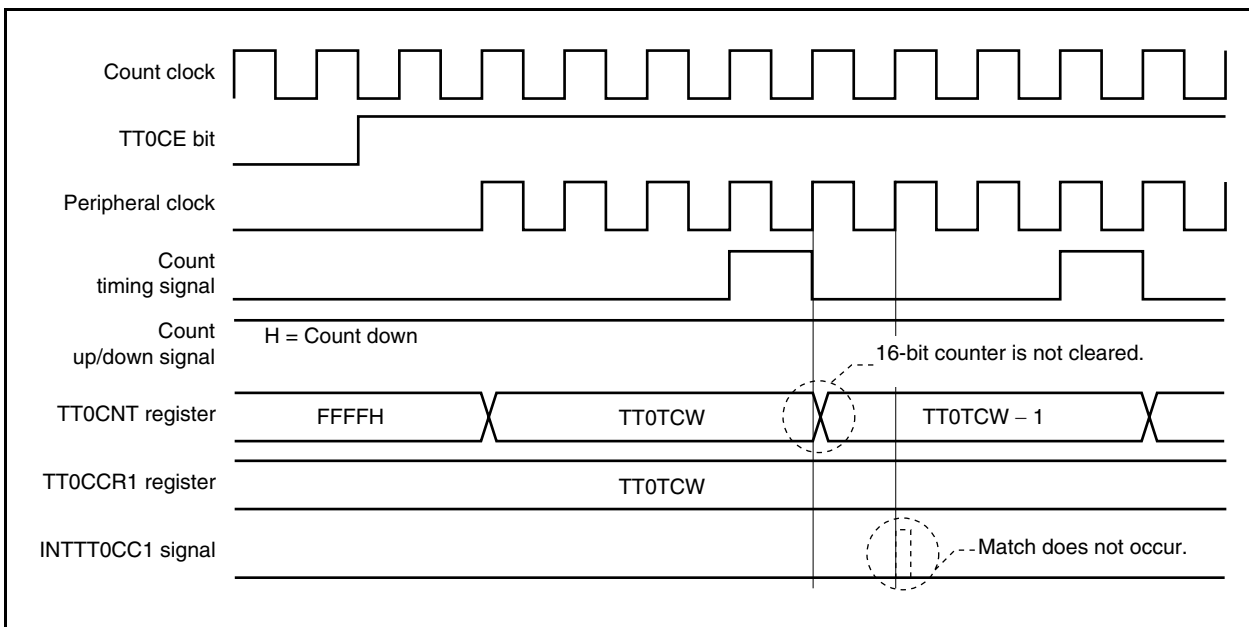 Count clock
TT0CE bit
Peripheral clock
Count
timing signal
Count
up/down signal
H = Count down
16-bit counter is not cleared.
TT0CNT register
FFFFH
TT0TCW
TT0TCW − 1
TT0CCR1 register
TT0TCW
INTTT0CC1 signal
Match does not occur.